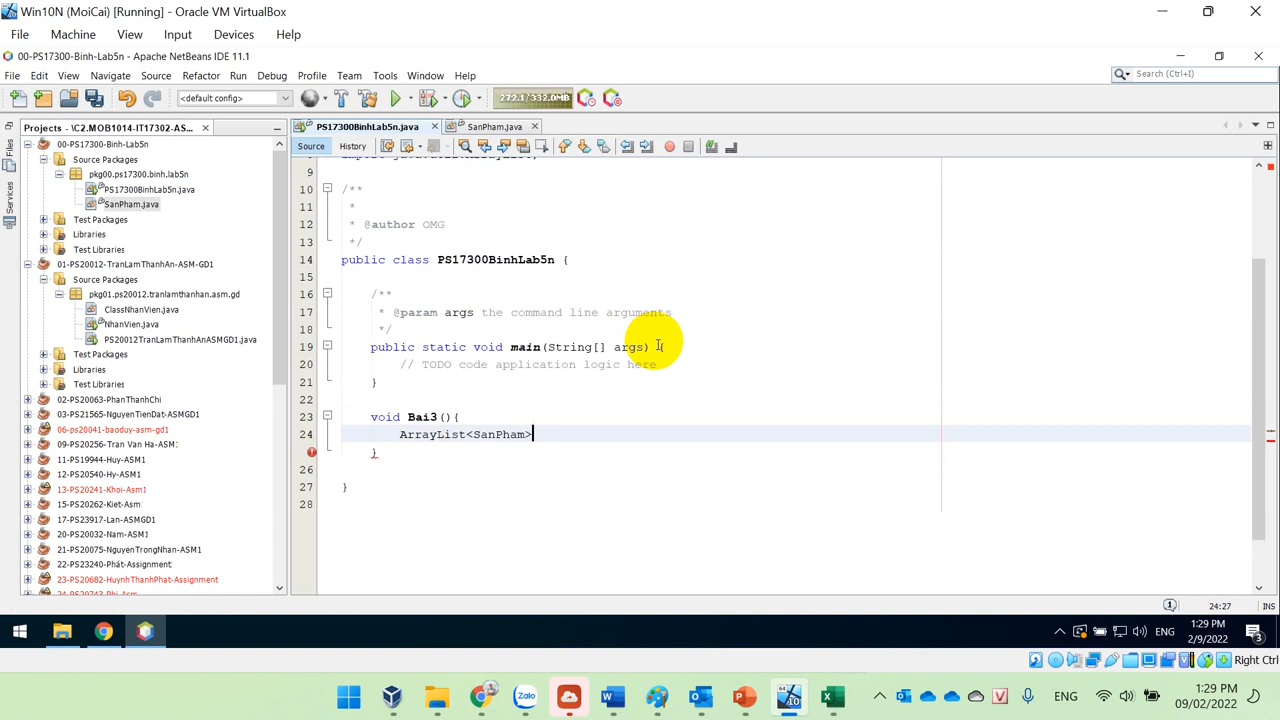 Win10N (MoiCai) [Running] - Oracle VM VirtualBox
File Machine View Input Devices Help
00-PS17300-Binh-Lab5n - Apache NetBeans IDE 11.1
File Edit View Navigate Source Refactor Run Debug Profile Team Tools Window Help
Search (Ctrl+I)
<default config>
272.1/332.0MB
Projects - \C2.MOB1014-IT17302-AS...
PS17300BinhLab5n.java
SanPham.java
Source History
Files
Services
00-PS17300-Binh-Lab5n
Source Packages
pkg00.ps17300.binh.lab5n
PS17300BinhLab5n.java
SanPham.java
Test Packages
Libraries
Test Libraries
01-PS20012-TranLamThanhAn-ASM-GD1
Source Packages
pkg01.ps20012.tranlamthanhan.asm.gd
ClassNhanVien.java
NhanVien.java
PS20012TranLamThanhAnASMGD1.java
Test Packages
Libraries
Test Libraries
02-PS20063-PhanThanhChi
03-PS21565-NguyenTienDat-ASMGD1
06-PS20241-baoduy-asm-gd1
09-PS20256-Tran Van Ha-ASM:
11-PS19944-Huy-ASM1
12-PS20540-Hy-ASM1
13-PS20241-Khoi-Asm1
15-PS20262-Kiet-Asm
17-PS23917-Lan-ASMGD1
20-PS20032-Nam-ASM1
21-PS20075-NguyenTrongNhan-ASM1
22-PS23240-Phát-Assigment
23-PS20682-HuynhThanhPhat-Assignment
9
10 /**
11 *
12 * @author OMG
13 */
14 public class PS17300BinhLab5n {
15
16 /**
17 * @param args the command line arguments
18 */
19 public static void main(String[] args) {
20 // TODO code application logic here
21 }
22
23 void Bai3(){
24 ArrayList<SanPham>
}
26
27 }
28
24:27 INS
ENG
1:29 PM
2/9/2022
3
Right Ctrl
ENG
1:29 PM
09/02/2022